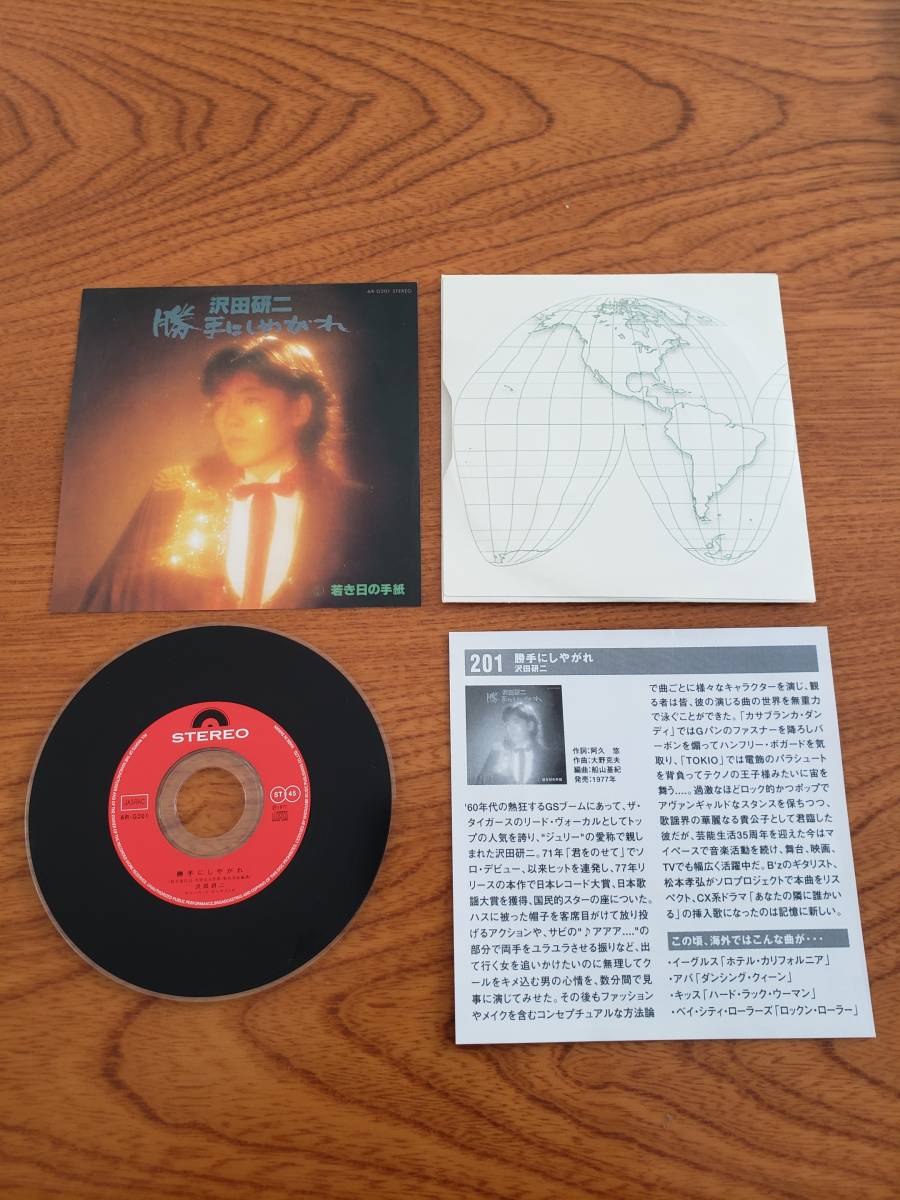 AR-G201 STEREO
沢田研二
勝手にしやがれ
若き日の手紙
STEREO
JASRAC
AR-G201
ST 45
勝手にしやがれ
沢田研二
201 勝手にしやがれ
沢田研二
沢田研二
勝手にしやがれ
若き日の手紙
作詞:阿久 悠
作曲:大野克夫
編曲:船山基紀
発売:1977年
'60年代の熱狂するGSブームにあって、ザ・
タイガースのリード・ヴォーカルとしてトッ
プの人気を誇り、"ジュリー"の愛称で親し
まれた沢田研二。71年「君をのせて」でソ
ロ・デビュー、以来ヒットを連発し、77年リ
リースの本作で日本レコード大賞、日本歌
謡大賞を獲得、国民的スターの座についた。
ハスに被った帽子を客席目がけて放り投
げるアクションや、サビの"♪アアア‥‥"の
部分で両手をユラユラさせる振りなど、出
て行く女を追いかけたいのに無理してク
ールをキメ込む男の心情を、数分間で見
事に演じてみせた。その後もファッション
やメイクを含むコンセプチュアルな方法論
で曲ごとに様々なキャラクターを演じ、観
る者は皆、彼の演じる曲の世界を無重力
で泳ぐことができた。「カサブランカ・ダン
ディ」ではGパンのファスナーを降ろしバ
ーボンを煽ってハンフリー・ボガードを気
取り、「TOKIO」では電飾のパラシュート
を背負ってテクノの王子様みたいに宙を
舞う‥‥。過激なほどロック的かつポップで
アヴァンギャルドなスタンスを保ちつつ、
歌謡界の華麗なる貴公子として君臨した
彼だが、芸能生活35周年を迎えた今はマ
イペースで音楽活動を続け、舞台、映画、
TVでも幅広く活躍中だ。B'zのギタリスト、
松本孝弘がソロプロジェクトで本曲をリス
ペクト、CX系ドラマ「あなたの隣に誰かい
る」の挿入歌になったのは記憶に新しい。
この頃、海外ではこんな曲が・・・
・イーグルス「ホテル・カリフォルニア」
・アバ「ダンシング・クィーン」
・キッス「ハード・ラック・ウーマン」
・ベイ・シティ・ローラーズ「ロックン・ローラー」